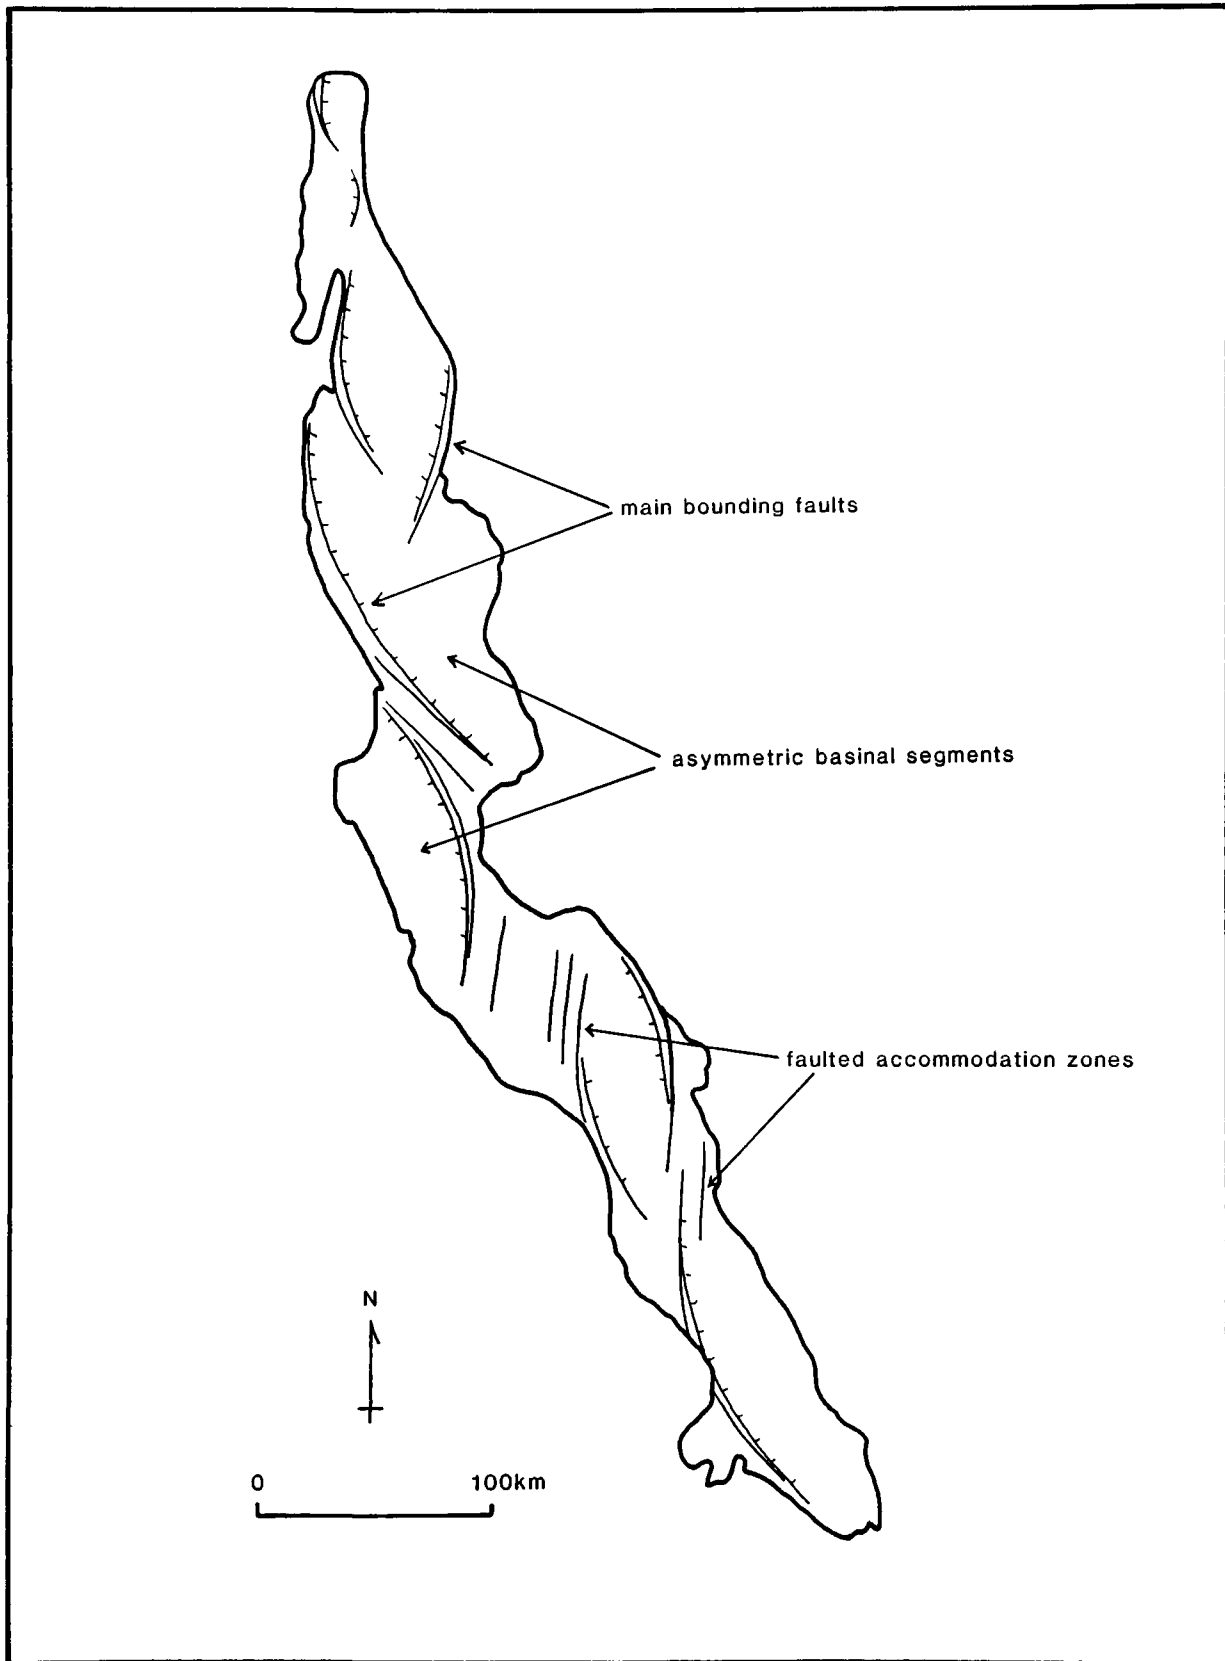 main bounding faults
asymmetric basinal segments
faulted accommodation zones
N
0 100km